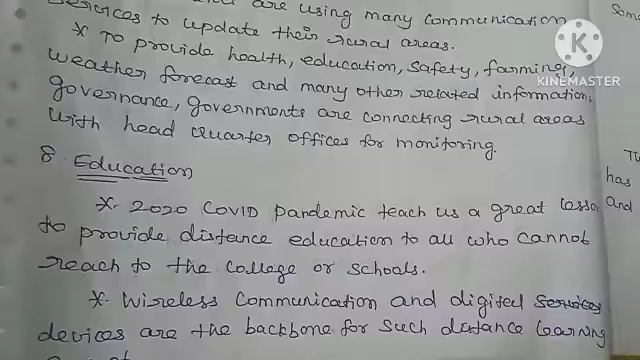 are using many communication
services to update their rural areas.
* To provide health, education, safety, farming,
weather forecast and many other related information,
governance, governments are connecting rural areas
with head quarter offices for monitoring.
8. Education
*. 2020 COVID pandemic teach us a great lesson
to provide distance education to all who cannot
reach to the college or schools.
*. Wireless communication and digital services
devices are the backbone for such distance learning
has
and
KINEMASTER